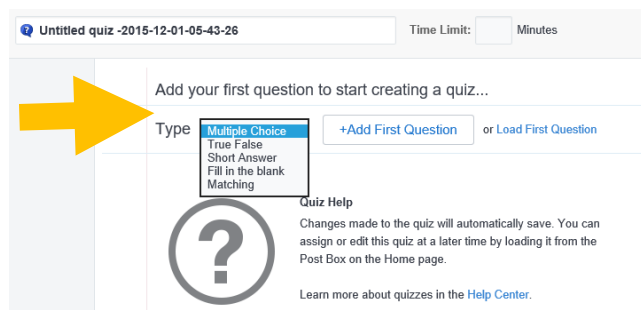 Untitled quiz -2015-12-01-05-43-26 Time Limit: Minutes
Add your first question to start creating a quiz...
Type Multiple Choice +Add First Question or Load First Question
True False
Short Answer
Fill in the blank
Matching
Quiz Help
Changes made to the quiz will automatically save. You can
assign or edit this quiz at a later time by loading it from the
Post Box on the Home page.
Learn more about quizzes in the Help Center.